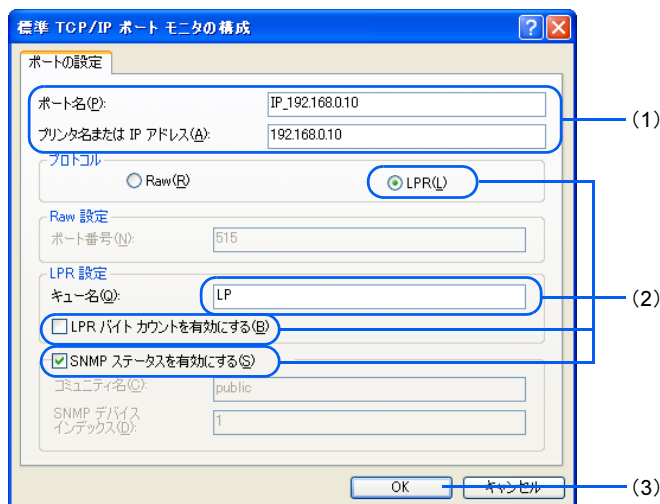 標準 TCP/IP ポート モニタの構成
ポートの設定
ポート名(P): IP_192.168.0.10
プリンタ名または IP アドレス(A): 192.168.0.10
(1)
プロトコル
Raw(R) LPR(L)
Raw 設定
ポート番号(N): 515
LPR 設定
キュー名(Q): LP
(2)
LPR バイト カウントを有効にする(B)
SNMP ステータスを有効にする(S)
コミュニティ名(C): public
SNMP デバイス
インデックス(D): 1
OK キャンセル
(3)